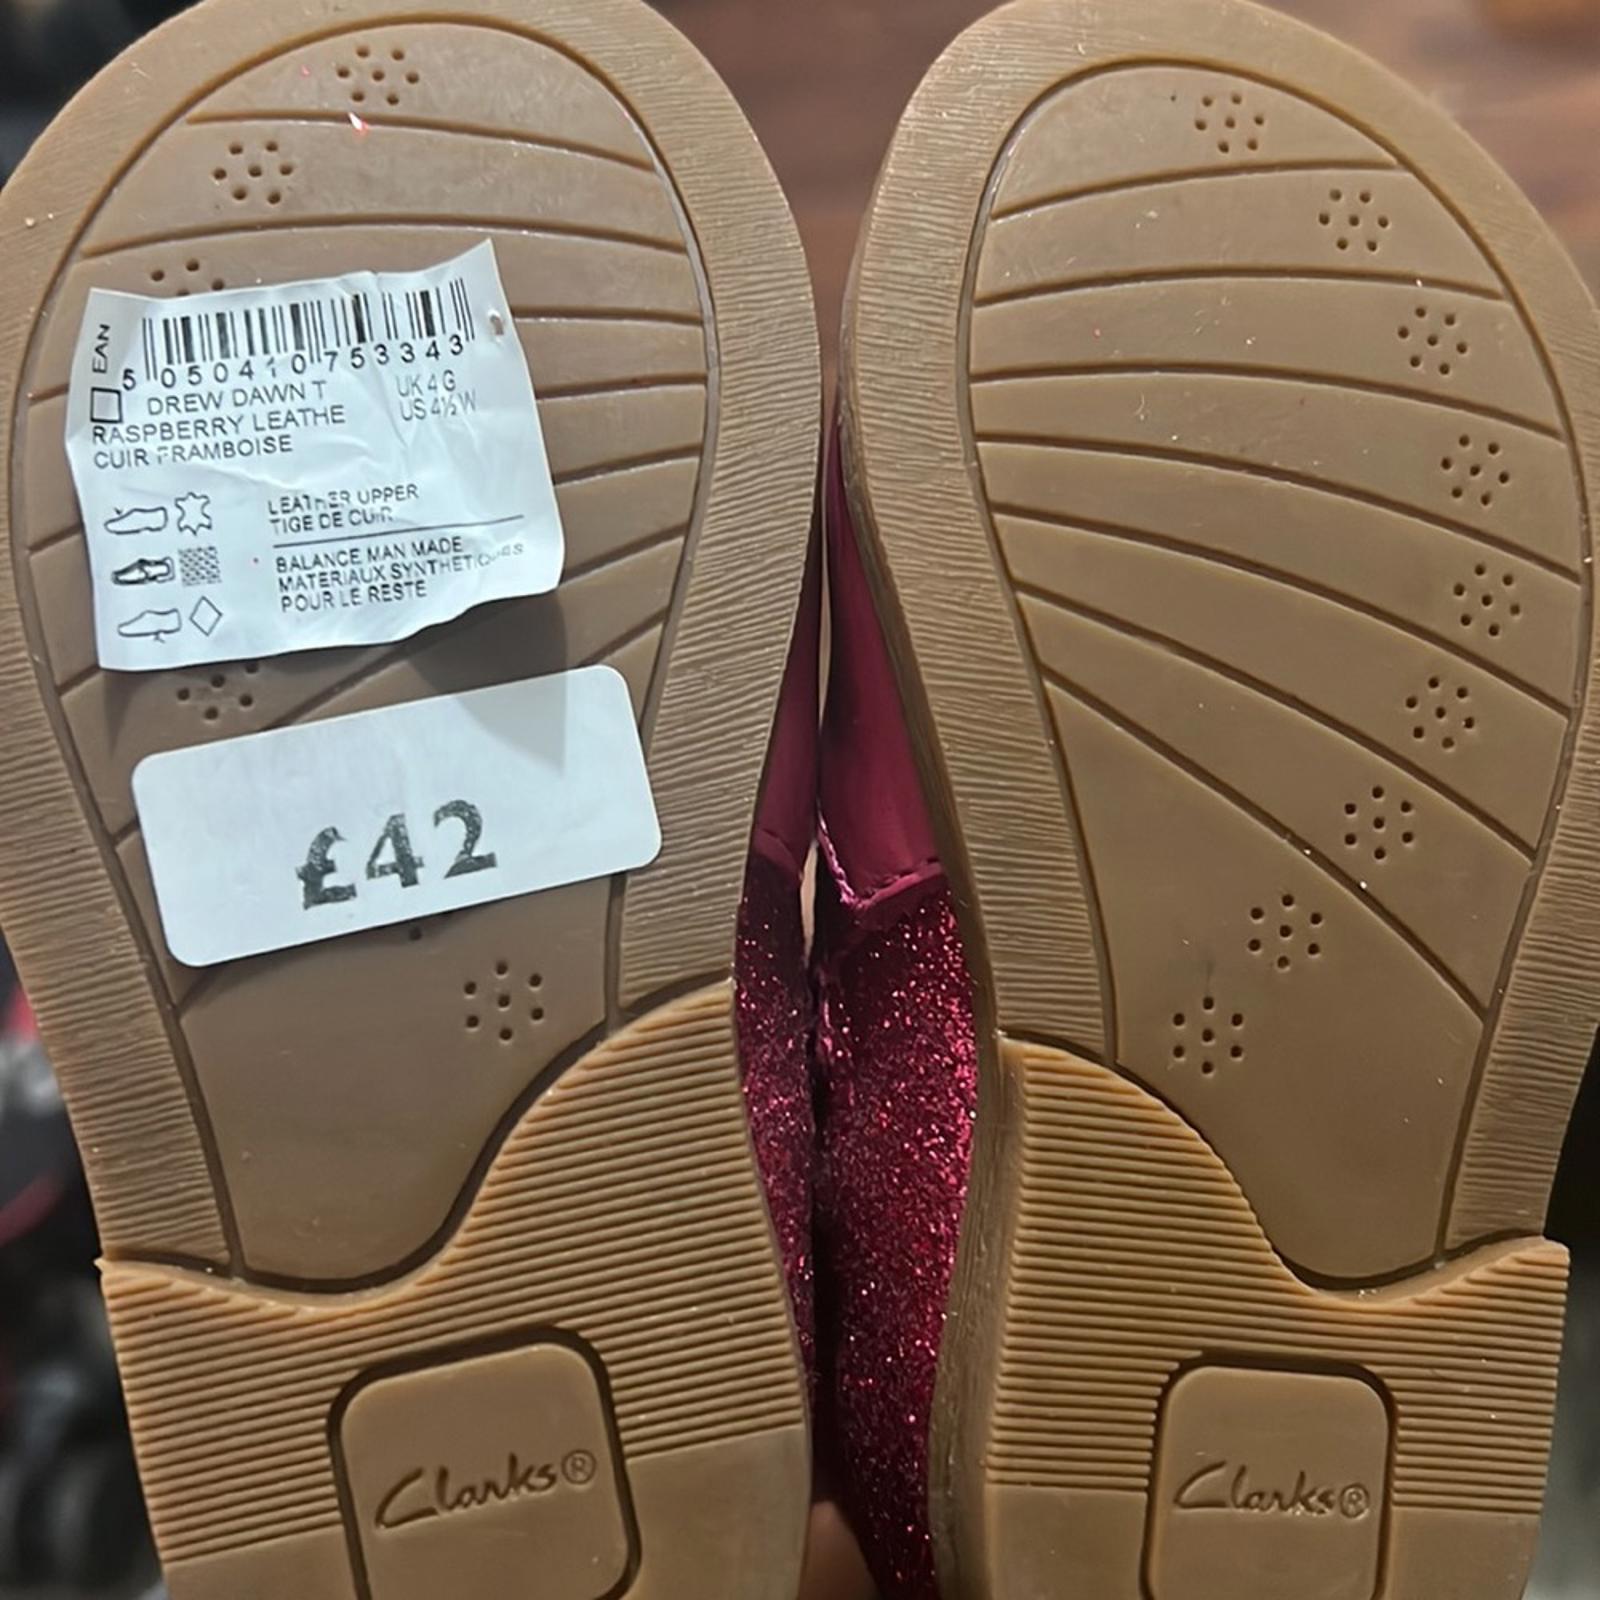 EAN
5 050410 753343
DREW DAWN T
UK 4 G
RASPBERRY LEATHE
US 4½ W
CUIR FRAMBOISE
LEATHER UPPER
TIGE DE CUIR
BALANCE MAN MADE
MATERIAUX SYNTHETIQUES
POUR LE RESTE
£42
Clarks®
Clarks®